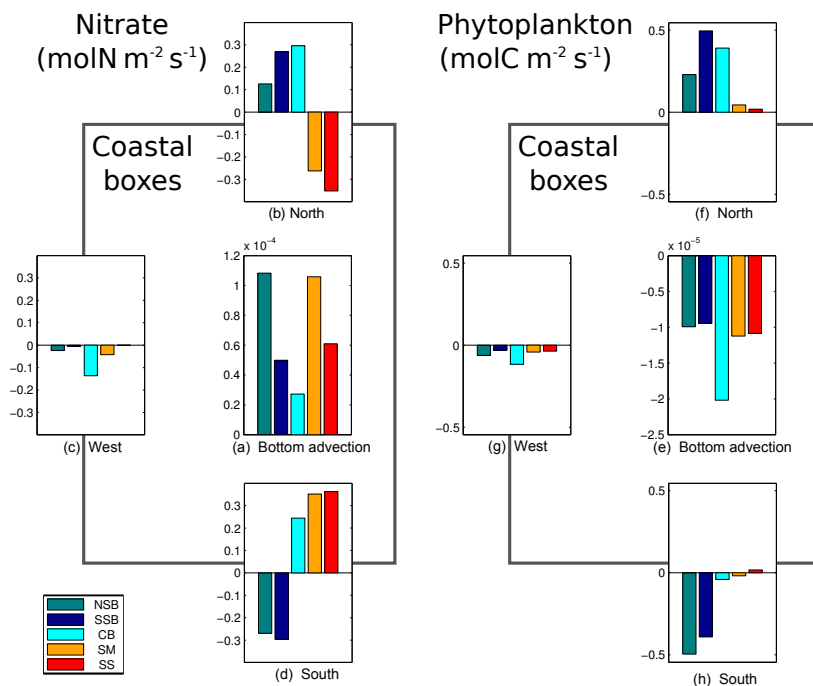 Nitrate
(molN m-2 s-1)
Phytoplankton
(molC m-2 s-1)
Coastal
boxes
Coastal
boxes
0.3
0.2
0.1
0
−0.1
−0.2
−0.3
(b) North
0.5
0
−0.5
(f) North
0.3
0.2
0.1
0
−0.1
−0.2
−0.3
(c) West
x 10-4
1.2
1
0.8
0.6
0.4
0.2
0
(a) Bottom advection
0.5
0
−0.5
(g) West
x 10-5
0
−0.5
−1
−1.5
−2
−2.5
(e) Bottom advection
0.3
0.2
0.1
0
−0.1
−0.2
−0.3
(d) South
0.5
0
−0.5
(h) South
NSB
SSB
CB
SM
SS